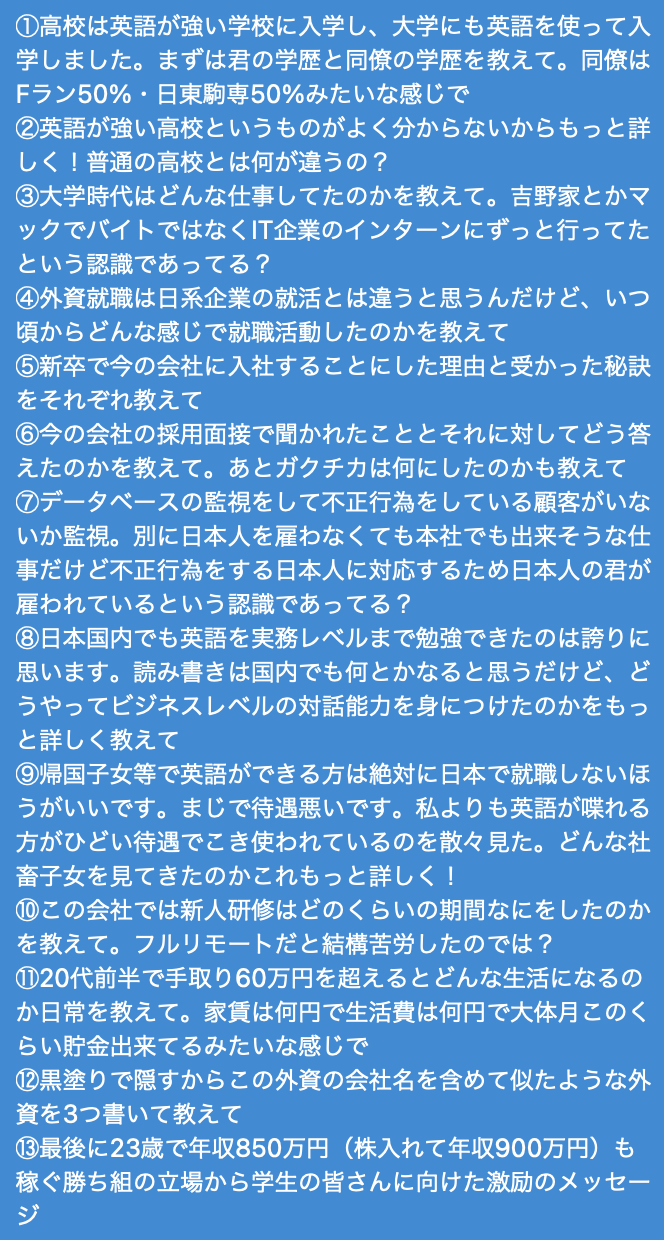 ①高校は英語が強い学校に入学し、大学にも英語を使って入
学しました。まずは君の学歴と同僚の学歴を教えて。同僚は
Fラン50%・日東駒専50%みたいな感じで
②英語が強い高校というものがよく分からないからもっと詳
しく！普通の高校とは何が違うの？
③大学時代はどんな仕事してたのかを教えて。吉野家とかマ
ックでバイトではなくIT企業のインターンにずっと行ってた
という認識であってる？
④外資就職は日系企業の就活とは違うと思うんだけど、いつ
頃からどんな感じで就職活動したのかを教えて
⑤新卒で今の会社に入社することにした理由と受かった秘訣
をそれぞれ教えて
⑥今の会社の採用面接で聞かれたこととそれに対してどう答
えたのかを教えて。あとガクチカは何にしたのかも教えて
⑦データベースの監視をして不正行為をしている顧客がいな
いか監視。別に日本人を雇わなくても本社でも出来そうな仕
事だけど不正行為をする日本人に対応するため日本人の君が
雇われているという認識であってる？
⑧日本国内でも英語を実務レベルまで勉強できたのは誇りに
思います。読み書きは国内でも何とかなると思うだけど、ど
うやってビジネスレベルの対話能力を身につけたのかをもっ
と詳しく教えて
⑨帰国子女等で英語ができる方は絶対に日本で就職しないほ
うがいいです。まじで待遇悪いです。私よりも英語が喋れる
方がひどい待遇でこき使われているのを散々見た。どんな社
畜子女を見てきたのかこれもっと詳しく！
⑩この会社では新人研修はどのくらいの期間なにをしたのか
を教えて。フルリモートだと結構苦労したのでは？
⑪20代前半で手取り60万円を超えるとどんな生活になるの
か日常を教えて。家賃は何円で生活費は何円で大体月このく
らい貯金出来てるみたいな感じで
⑫黒塗りで隠すからこの外資の会社名を含めて似たような外
資を3つ書いて教えて
⑬最後に23歳で年収850万円（株入れて年収900万円）も
稼ぐ勝ち組の立場から学生の皆さんに向けた激励のメッセー
ジ